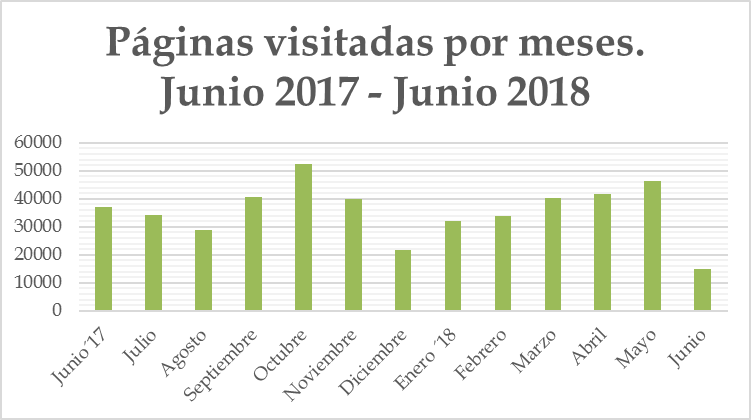 Páginas visitadas por meses.
Junio 2017 - Junio 2018
60000
50000
40000
30000
20000
10000
0
Junio´17
Julio
Agosto
Septiembre
Octubre
Noviembre
Diciembre
Enero ´18
Febrero
Marzo
Abril
Mayo
Junio